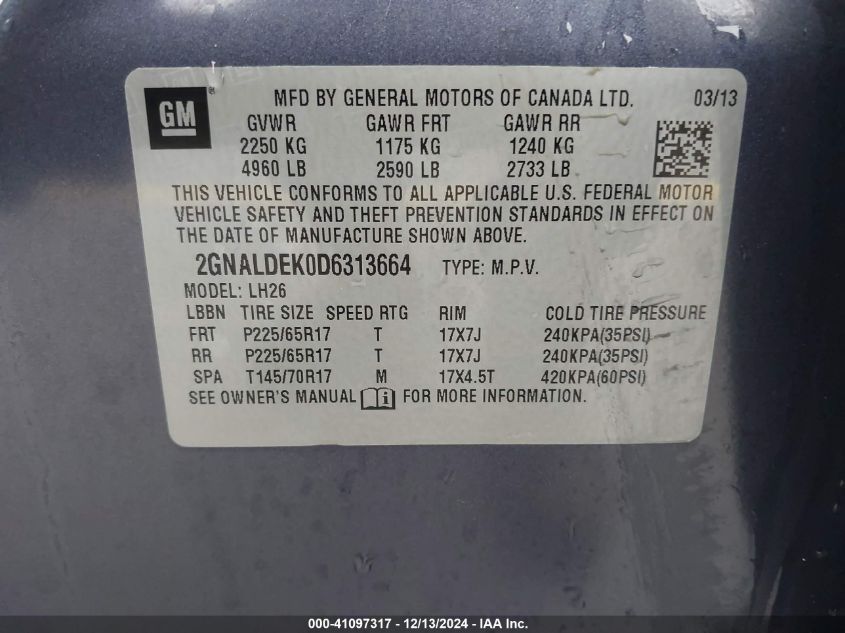 GM ® MFD BY GENERAL MOTORS OF CANADA LTD. 03/13
GVWR GAWR FRT GAWR RR
2250 KG 1175 KG 1240 KG
4960 LB 2590 LB 2733 LB
THIS VEHICLE CONFORMS TO ALL APPLICABLE U.S. FEDERAL MOTOR
VEHICLE SAFETY AND THEFT PREVENTION STANDARDS IN EFFECT ON
THE DATE OF MANUFACTURE SHOWN ABOVE.
2GNALDEK0D6313664 TYPE: M.P.V.
MODEL: LH26
LBBN TIRE SIZE SPEED RTG RIM COLD TIRE PRESSURE
FRT P225/65R17 T 17X7J 240KPA(35PSI)
RR P225/65R17 T 17X7J 240KPA(35PSI)
SPA T145/70R17 M 17X4.5T 420KPA(60PSI)
SEE OWNER'S MANUAL i FOR MORE INFORMATION.
000-41097317 - 12/13/2024 - IAA Inc.